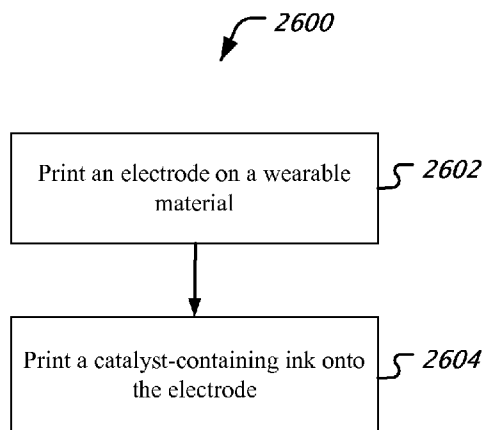 2600
Print an electrode on a wearable
material
2602
Print a catalyst-containing ink onto
the electrode
2604